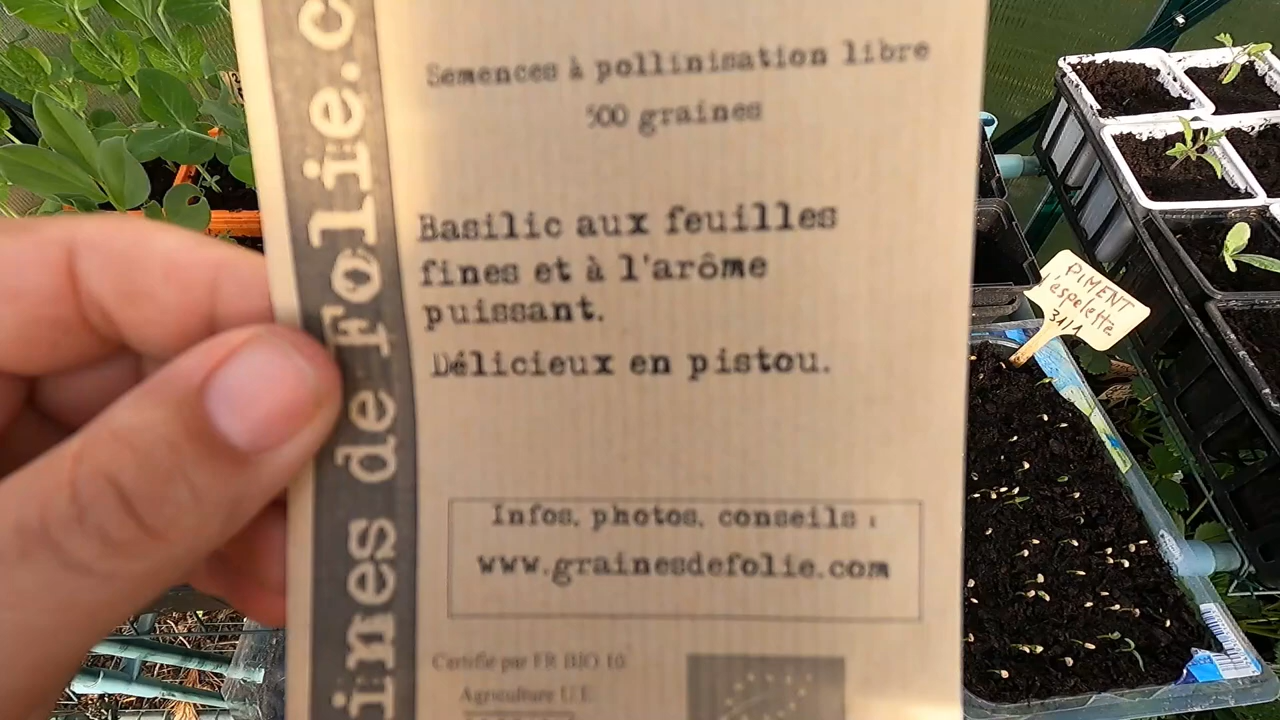 ines de Folie.c
Semences à pollinisation libre
500 graines
Basilic aux feuilles
fines et à l'arôme
puissant.
Délicieux en pistou.
Infos, photos, conseils :
www.grainesdefolie.com
Certifié par FR BIO 10
Agriculture U.E
PIMENT
espelette
31/1